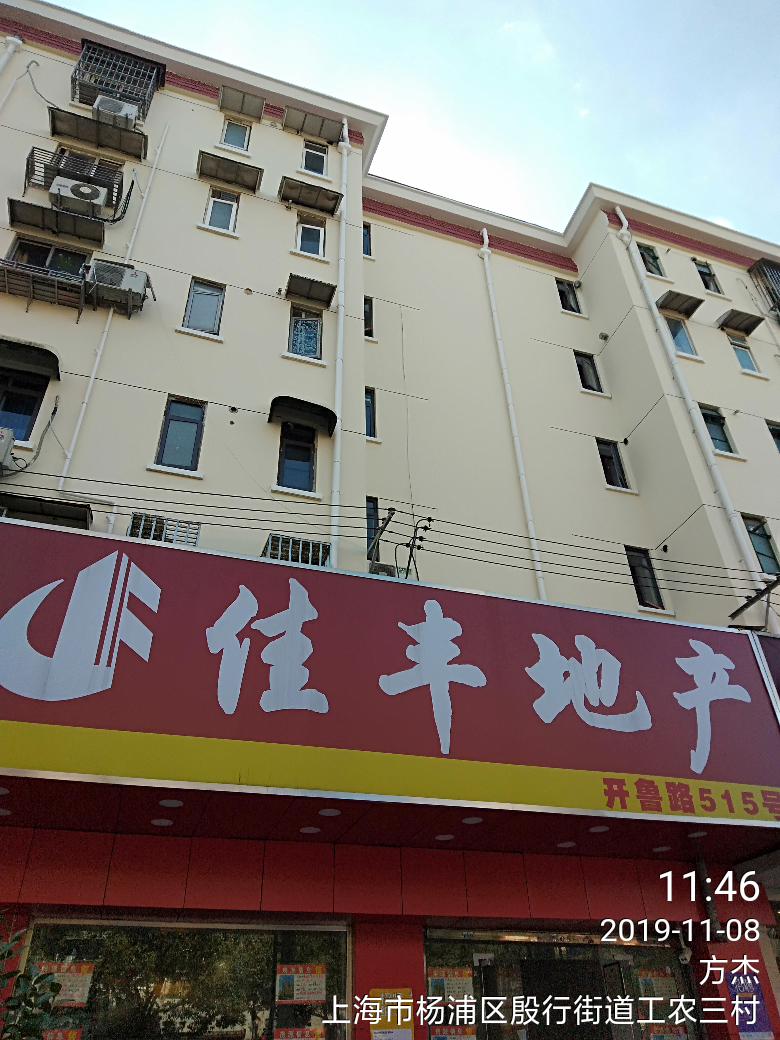 佳丰地产
开鲁路515号
11:46
2019-11-08
方杰
上海市杨浦区殷行街道工农三村